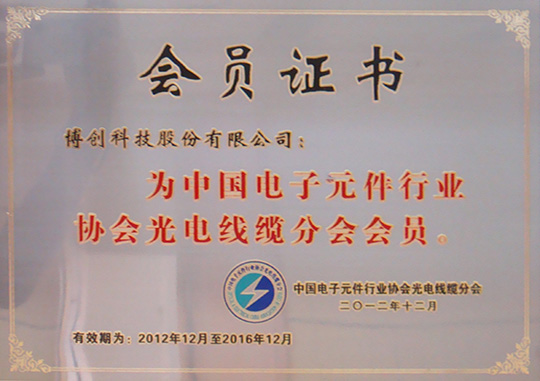 会员证书
博创科技股份有限公司：
为中国电子元件行业
协会光电线缆分会会员。
中国电子元件行业协会光电线缆分会
二〇一二年十二月
有效期为：2012年12月至2016年12月